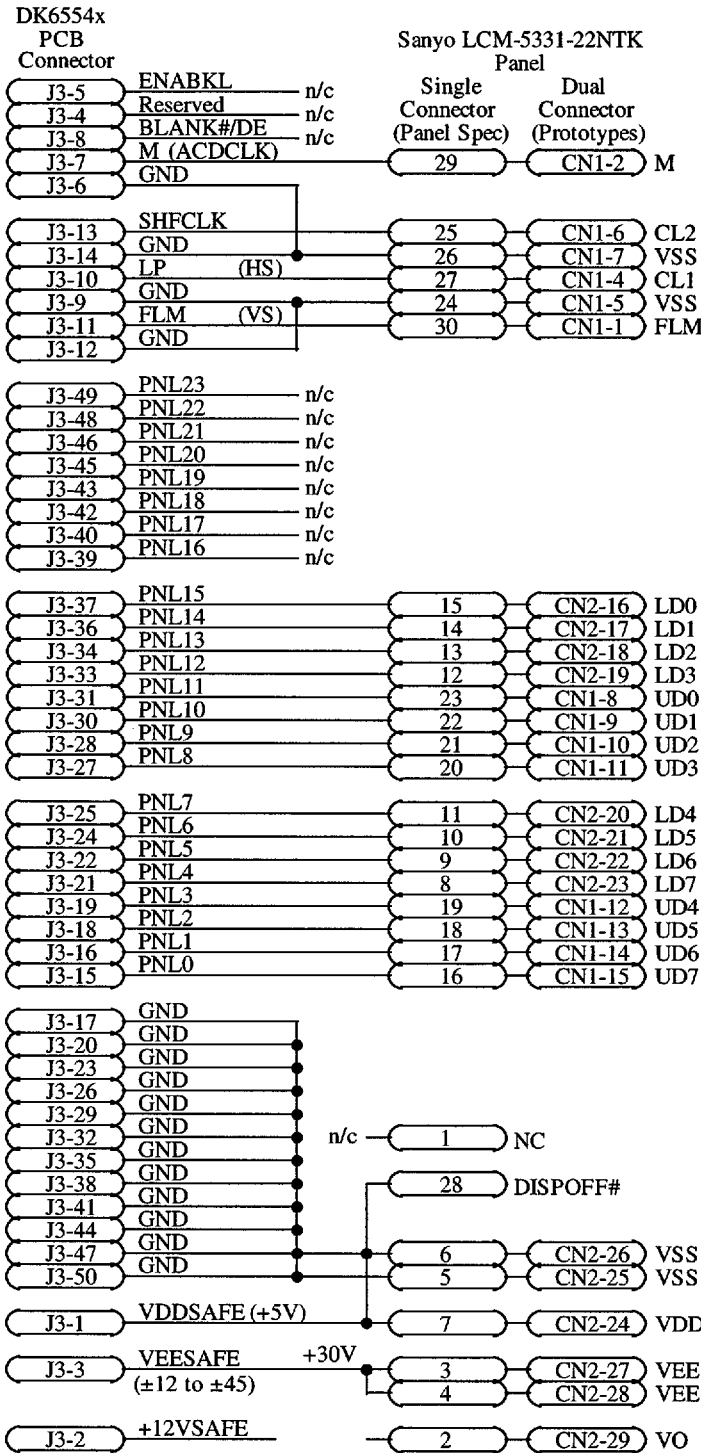 DK6554x
PCB
Connector
Sanyo LCM-5331-22NTK
Panel
Single Connector (Panel Spec)
Dual Connector (Prototypes)
J3-5 ENABKL n/c
J3-4 Reserved n/c
J3-8 BLANK#/DE n/c
J3-7 M (ACDCLK) 29 CN1-2 M
J3-6 GND
J3-13 SHFCLK 25 CN1-6 CL2
J3-14 GND 26 CN1-7 VSS
J3-10 LP (HS) 27 CN1-4 CL1
J3-9 GND 24 CN1-5 VSS
J3-11 FLM (VS) 30 CN1-1 FLM
J3-12 GND
J3-49 PNL23 n/c
J3-48 PNL22 n/c
J3-46 PNL21 n/c
J3-45 PNL20 n/c
J3-43 PNL19 n/c
J3-42 PNL18 n/c
J3-40 PNL17 n/c
J3-39 PNL16 n/c
J3-37 PNL15 15 CN2-16 LD0
J3-36 PNL14 14 CN2-17 LD1
J3-34 PNL13 13 CN2-18 LD2
J3-33 PNL12 12 CN2-19 LD3
J3-31 PNL11 23 CN1-8 UD0
J3-30 PNL10 22 CN1-9 UD1
J3-28 PNL9 21 CN1-10 UD2
J3-27 PNL8 20 CN1-11 UD3
J3-25 PNL7 11 CN2-20 LD4
J3-24 PNL6 10 CN2-21 LD5
J3-22 PNL5 9 CN2-22 LD6
J3-21 PNL4 8 CN2-23 LD7
J3-19 PNL3 19 CN1-12 UD4
J3-18 PNL2 18 CN1-13 UD5
J3-16 PNL1 17 CN1-14 UD6
J3-15 PNL0 16 CN1-15 UD7
J3-17 GND
J3-20 GND
J3-23 GND
J3-26 GND
J3-29 GND
J3-32 GND n/c 1 NC
J3-35 GND
J3-38 GND 28 DISPOFF#
J3-41 GND
J3-44 GND
J3-47 GND 6 CN2-26 VSS
J3-50 GND 5 CN2-25 VSS
J3-1 VDDSAFE (+5V) 7 CN2-24 VDD
J3-3 VEESAFE +30V 3 CN2-27 VEE
(±12 to ±45) 4 CN2-28 VEE
J3-2 +12VSAFE 2 CN2-29 VO